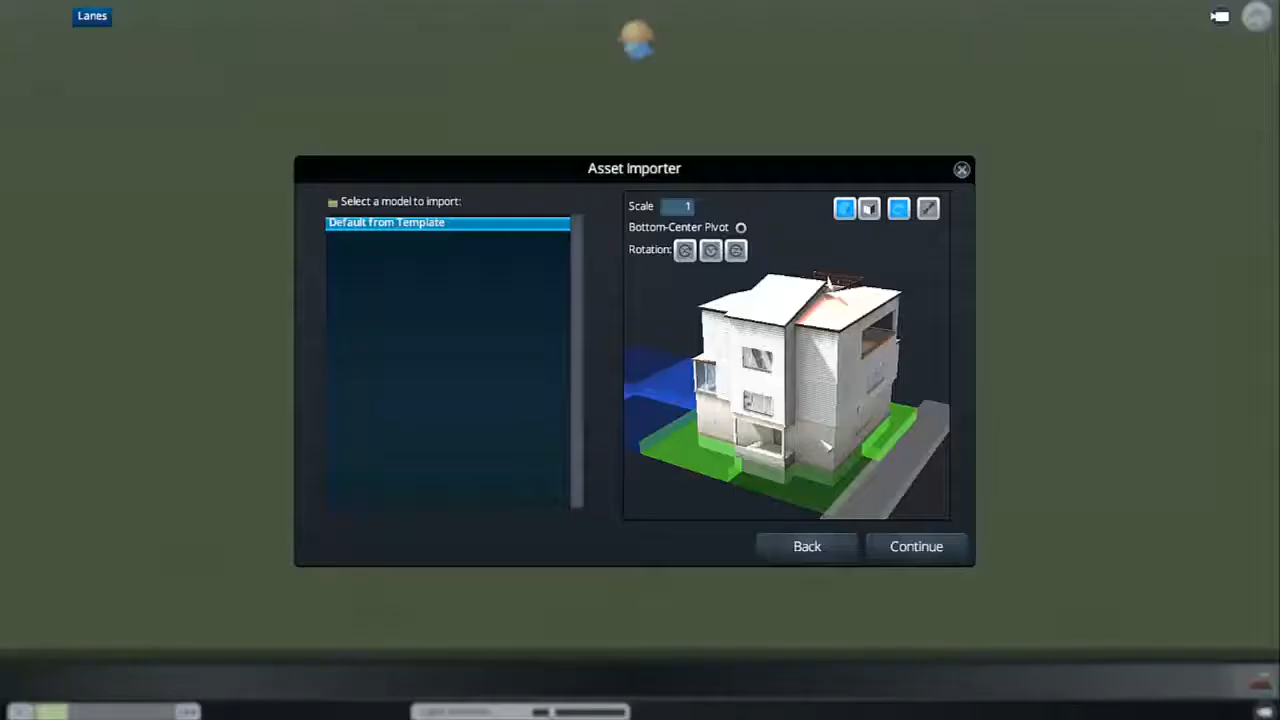 Lanes
Asset Importer
Select a model to import:
Default from Template
Scale 1
Bottom-Center Pivot
Rotation:
Back
Continue